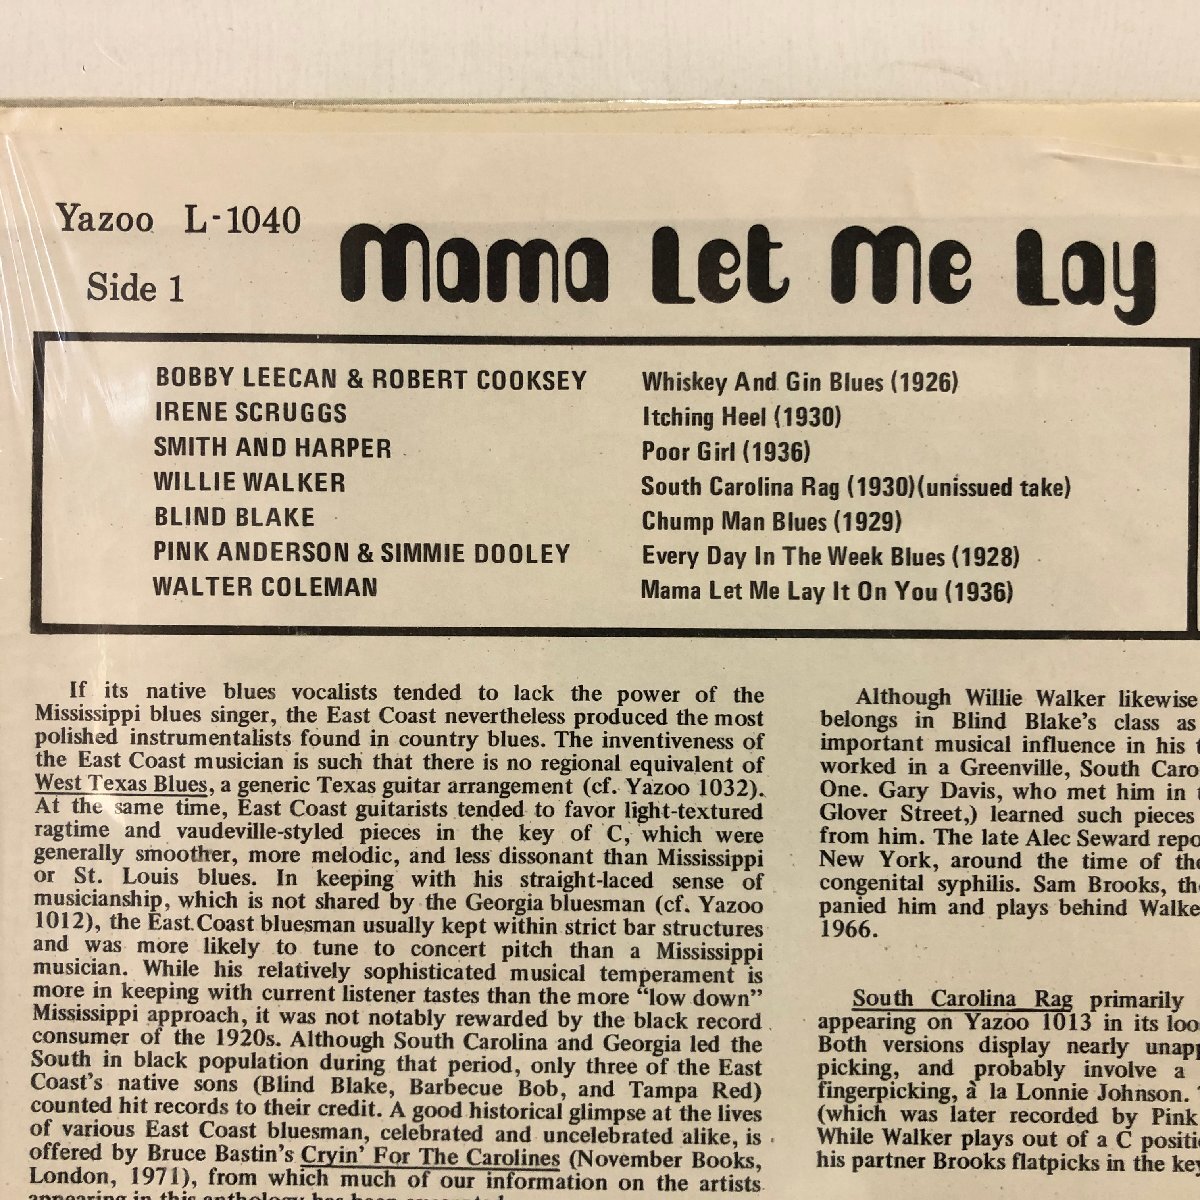 Yazoo L-1040
Mama Let Me Lay
Side 1
BOBBY LEECAN & ROBERT COOKSEY Whiskey And Gin Blues (1926)
IRENE SCRUGGS Itching Heel (1930)
SMITH AND HARPER Poor Girl (1936)
WILLIE WALKER South Carolina Rag (1930)(unissued take)
BLIND BLAKE Chump Man Blues (1929)
PINK ANDERSON & SIMMIE DOOLEY Every Day In The Week Blues (1928)
WALTER COLEMAN Mama Let Me Lay It On You (1936)
If its native blues vocalists tended to lack the power of the
Mississippi blues singer, the East Coast nevertheless produced the most
polished instrumentalists found in country blues. The inventiveness of
the East Coast musician is such that there is no regional equivalent of
West Texas Blues, a generic Texas guitar arrangement (cf. Yazoo 1032).
At the same time, East Coast guitarists tended to favor light-textured
ragtime and vaudeville-styled pieces in the key of C, which were
generally smoother, more melodic, and less dissonant than Mississippi
or St. Louis blues. In keeping with his straight-laced sense of
musicianship, which is not shared by the Georgia bluesman (cf. Yazoo
1012), the East Coast bluesman usually kept within strict bar structures
and was more likely to tune to concert pitch than a Mississippi
musician. While his relatively sophisticated musical temperament is
more in keeping with current listener tastes than the more “low down”
Mississippi approach, it was not notably rewarded by the black record
consumer of the 1920s. Although South Carolina and Georgia led the
South in black population during that period, only three of the East
Coast's native sons (Blind Blake, Barbecue Bob, and Tampa Red)
counted hit records to their credit. A good historical glimpse at the lives
of various East Coast bluesman, celebrated and uncelebrated alike, is
offered by Bruce Bastin's Cryin' For The Carolines (November Books,
London, 1971), from which much of our information on the artists
appearing in this anthology has been
Although Willie Walker likewise
belongs in Blind Blake's class as
important musical influence in his
worked in a Greenville, South Caro
One. Gary Davis, who met him in
Glover Street,) learned such pieces
from him. The late Alec Seward repo
New York, around the time of the
congenital syphilis. Sam Brooks, the
panied him and plays behind Walke
1966.
South Carolina Rag primarily
appearing on Yazoo 1013 in its loo
Both versions display nearly unapp
picking, and probably involve a
fingerpicking, à la Lonnie Johnson.
(which was later recorded by Pink
While Walker plays out of a C positi
his partner Brooks flatpicks in the key